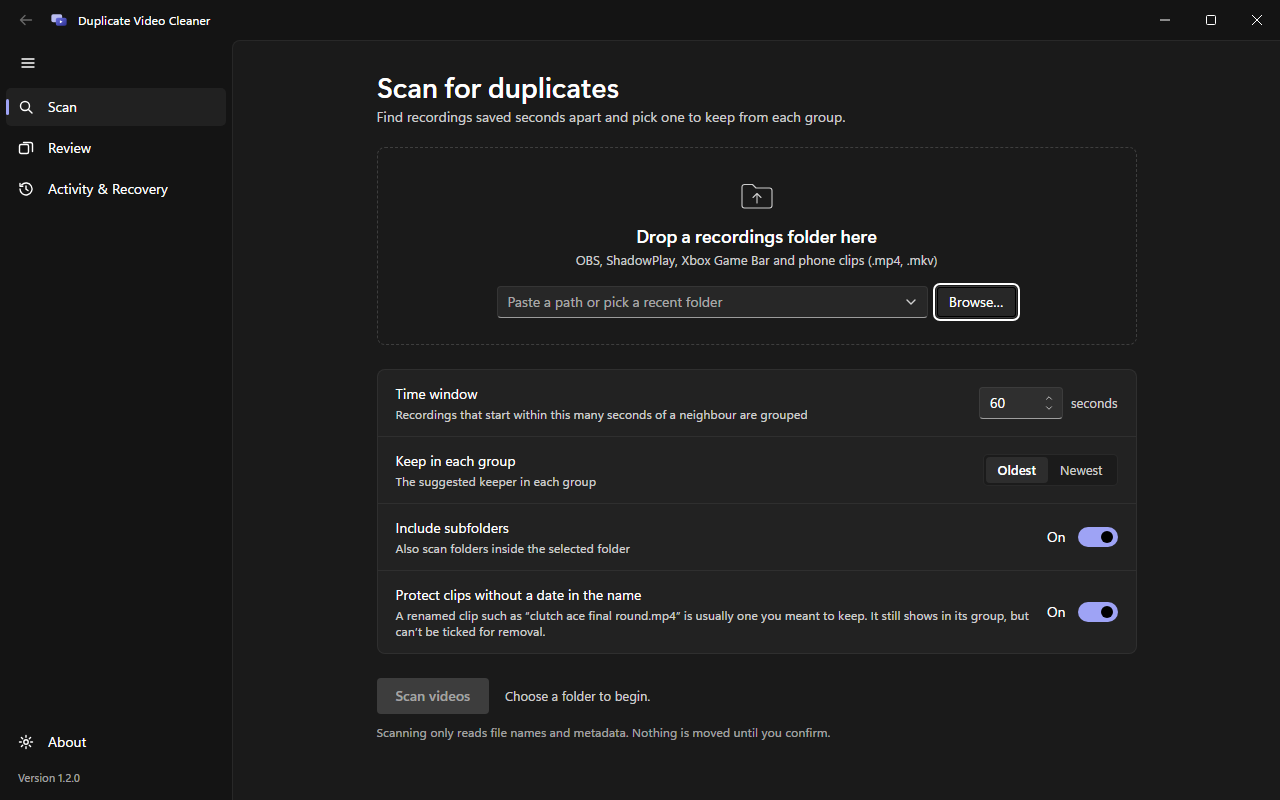 Duplicate Video Cleaner
Scan
Review
Activity & Recovery
About
Version 1.2.0
Scan for duplicates
Find recordings saved seconds apart and pick one to keep from each group.
Drop a recordings folder here
OBS, ShadowPlay, Xbox Game Bar and phone clips (.mp4, .mkv)
Paste a path or pick a recent folder
Browse...
Time window
Recordings that start within this many seconds of a neighbour are grouped
60
seconds
Keep in each group
The suggested keeper in each group
Oldest
Newest
Include subfolders
Also scan folders inside the selected folder
On
Protect clips without a date in the name
A renamed clip such as “clutch ace final round.mp4” is usually one you meant to keep. It still shows in its group, but
can’t be ticked for removal.
On
Scan videos
Choose a folder to begin.
Scanning only reads file names and metadata. Nothing is moved until you confirm.